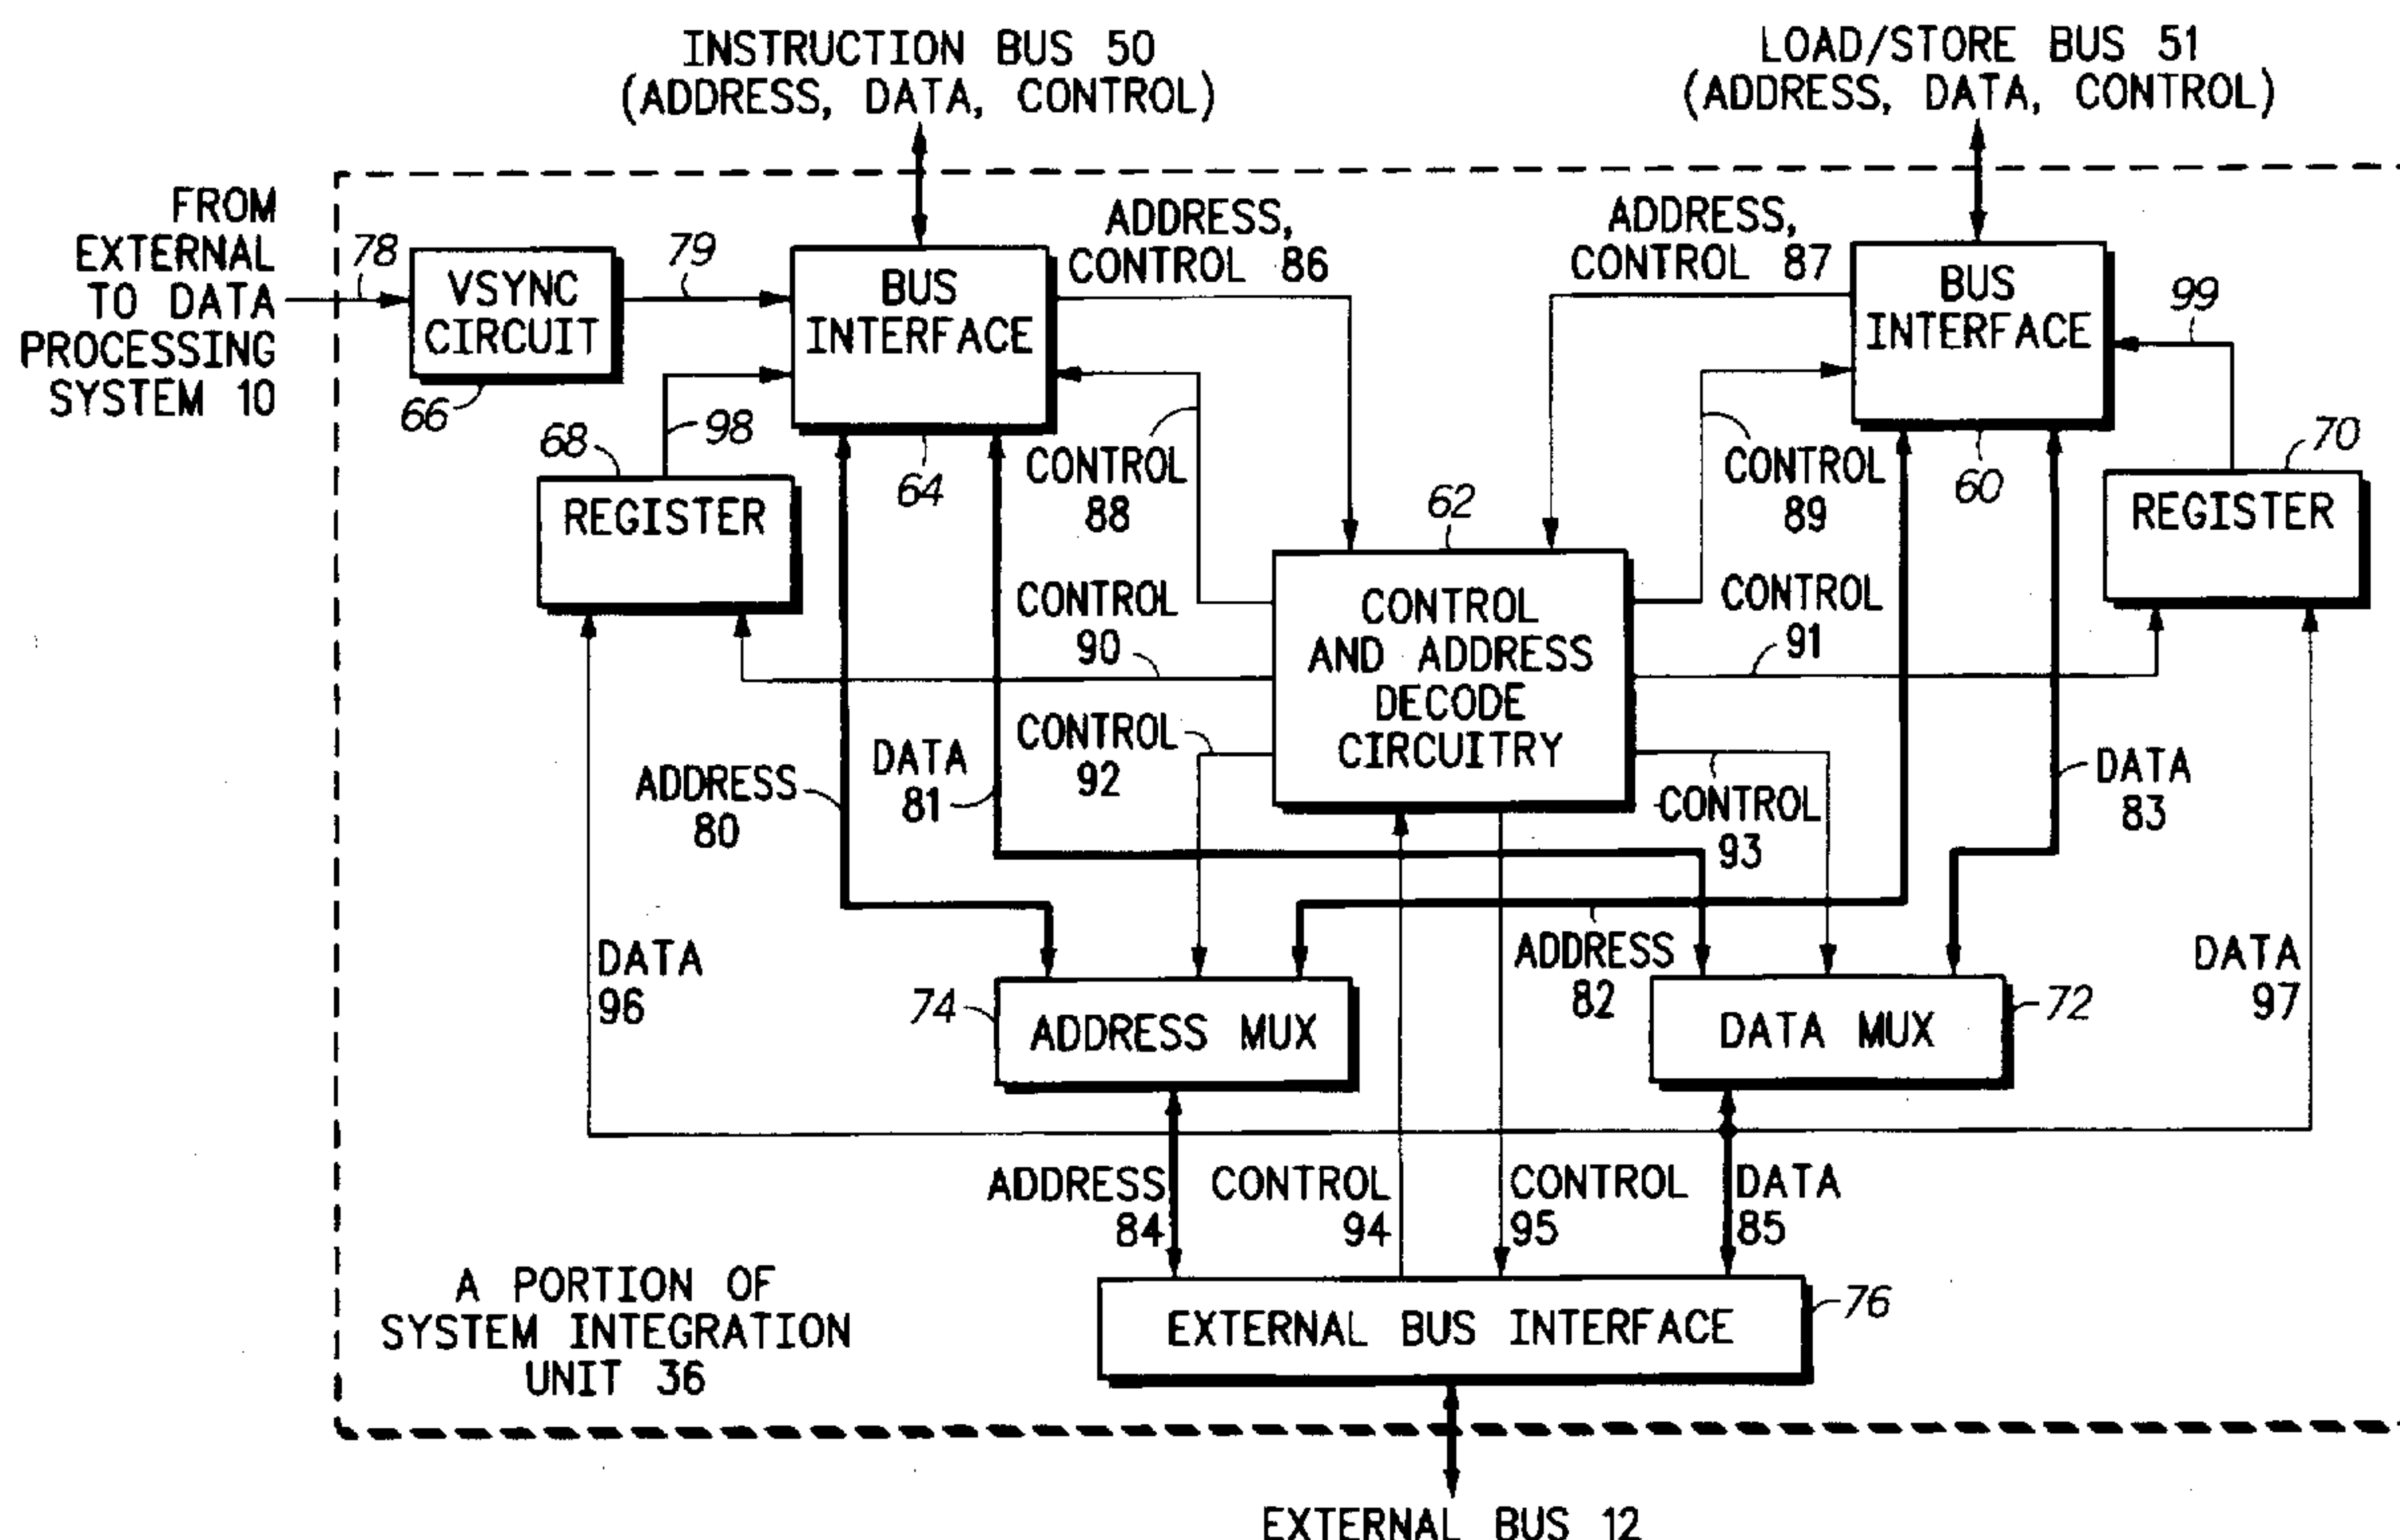 INSTRUCTION BUS 50
(ADDRESS, DATA, CONTROL)
LOAD/STORE BUS 51
(ADDRESS, DATA, CONTROL)
FROM
EXTERNAL
TO DATA
PROCESSING
SYSTEM 10
78
VSYNC
CIRCUIT
66
79
BUS
INTERFACE
64
ADDRESS,
CONTROL 86
ADDRESS,
CONTROL 87
BUS
INTERFACE
60
99
68
98
REGISTER
CONTROL
88
62
CONTROL
89
70
REGISTER
CONTROL
90
CONTROL
AND ADDRESS
DECODE
CIRCUITRY
CONTROL
91
ADDRESS
80
DATA
81
CONTROL
92
CONTROL
93
DATA
83
DATA
96
74
ADDRESS MUX
ADDRESS
82
DATA MUX
72
DATA
97
ADDRESS
84
CONTROL
94
CONTROL
95
DATA
85
A PORTION OF
SYSTEM INTEGRATION
UNIT 36
EXTERNAL BUS INTERFACE
76
EXTERNAL BUS 12